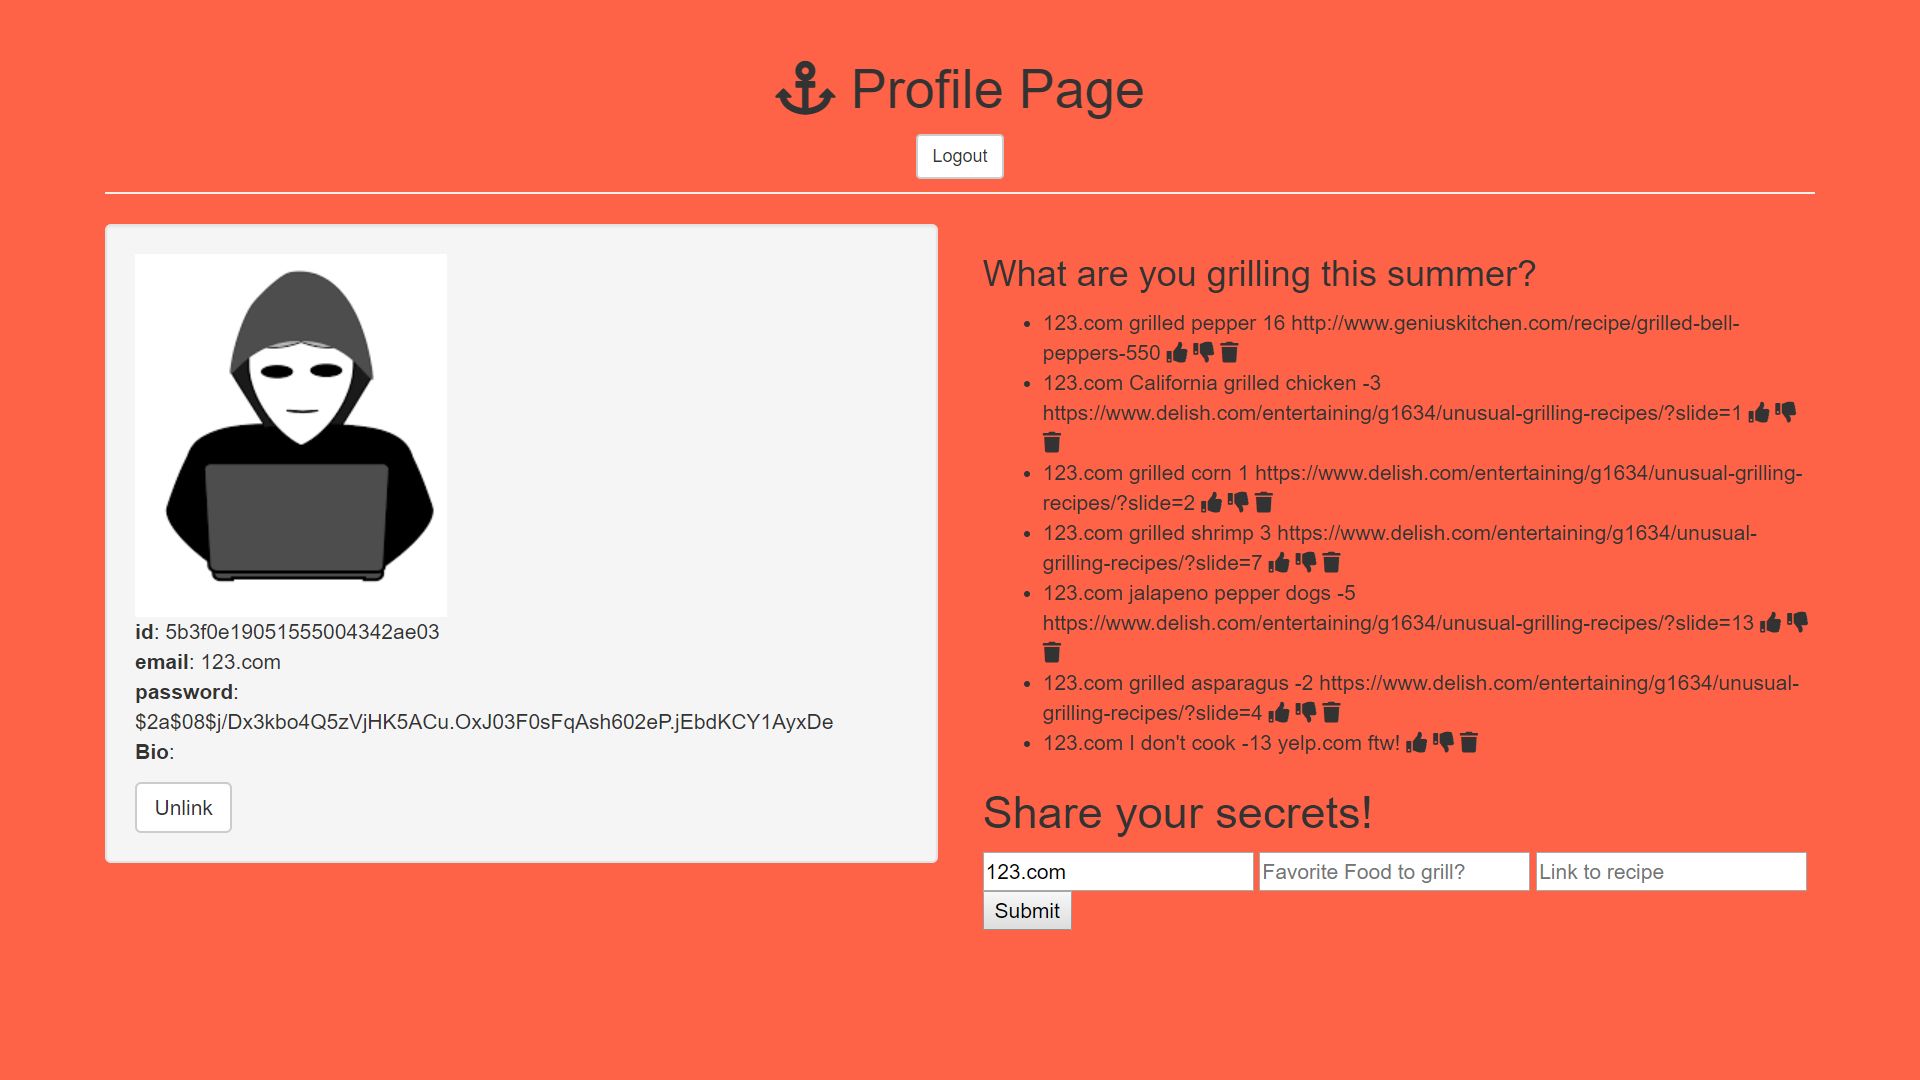 Profile Page
Logout
id: 5b3f0e19051555004342ae03
email: 123.com
password:
$2a$08$j/Dx3kbo4Q5zVjHK5ACu.OxJ03F0sFqAsh602eP.jEbdKCY1AyxDe
Bio:
Unlink
What are you grilling this summer?
123.com grilled pepper 16 http://www.geniuskitchen.com/recipe/grilled-bell-
peppers-550
123.com California grilled chicken -3
https://www.delish.com/entertaining/g1634/unusual-grilling-recipes/?slide=1
123.com grilled corn 1 https://www.delish.com/entertaining/g1634/unusual-grilling-
recipes/?slide=2
123.com grilled shrimp 3 https://www.delish.com/entertaining/g1634/unusual-
grilling-recipes/?slide=7
123.com jalapeno pepper dogs -5
https://www.delish.com/entertaining/g1634/unusual-grilling-recipes/?slide=13
123.com grilled asparagus -2 https://www.delish.com/entertaining/g1634/unusual-
grilling-recipes/?slide=4
123.com I don't cook -13 yelp.com ftw!
Share your secrets!
123.com Favorite Food to grill? Link to recipe
Submit